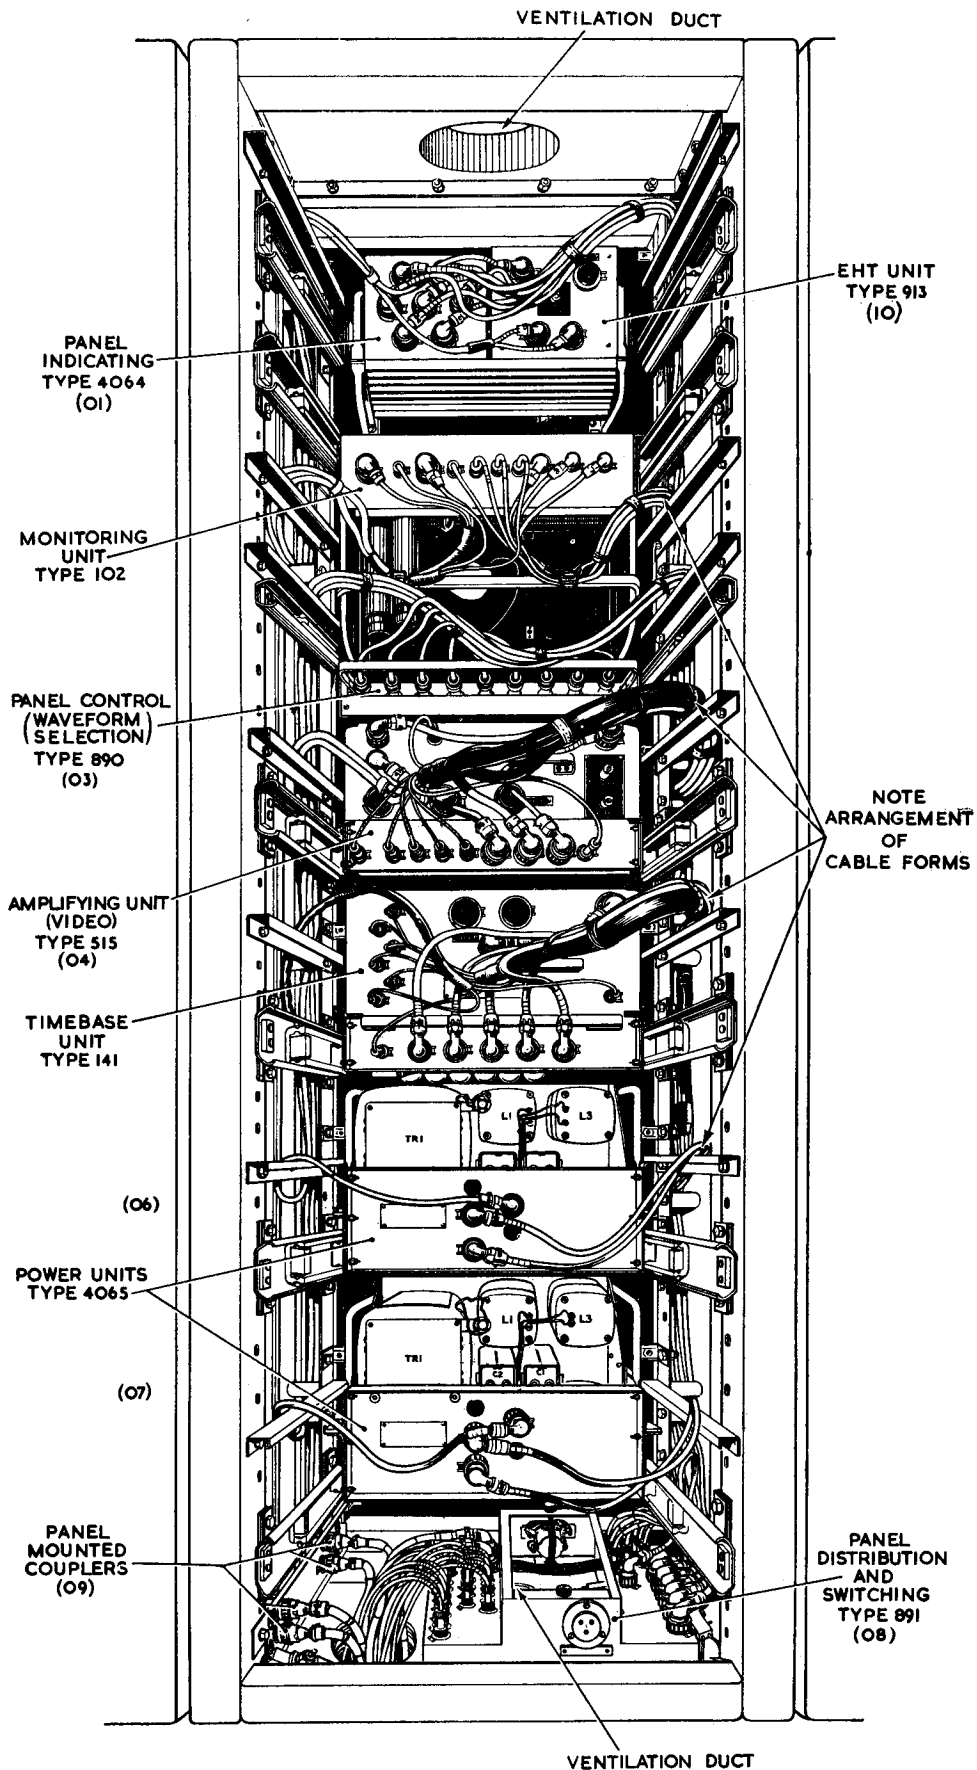 VENTILATION DUCT
EHT UNIT
TYPE 913
(10)
PANEL
INDICATING
TYPE 4064
(01)
MONITORING
UNIT
TYPE 102
PANEL CONTROL
(WAVEFORM
SELECTION)
TYPE 890
(03)
NOTE
ARRANGEMENT
OF
CABLE FORMS
AMPLIFYING UNIT
(VIDEO)
TYPE 515
(04)
TIMEBASE
UNIT
TYPE 141
TR1
L1
L3
(06)
POWER UNITS
TYPE 4065
TR1
L1
L3
C2
C1
(07)
PANEL
MOUNTED
COUPLERS
(09)
PANEL
DISTRIBUTION
AND
SWITCHING
TYPE 891
(08)
VENTILATION DUCT